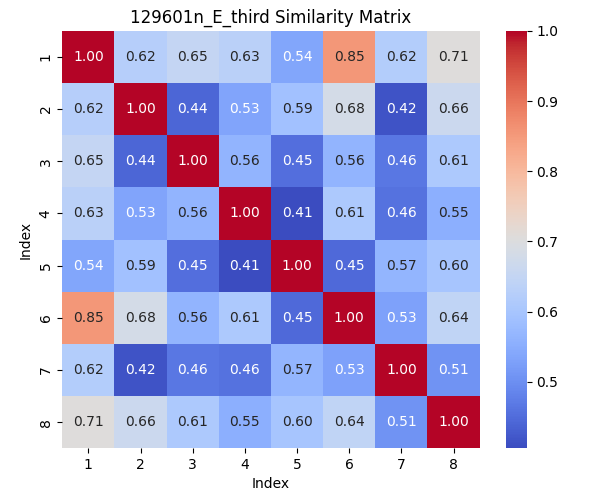 129601n_E_third Similarity Matrix
1 1.00 0.62 0.65 0.63 0.54 0.85 0.62 0.71
2 0.62 1.00 0.44 0.53 0.59 0.68 0.42 0.66
3 0.65 0.44 1.00 0.56 0.45 0.56 0.46 0.61
4 0.63 0.53 0.56 1.00 0.41 0.61 0.46 0.55
5 0.54 0.59 0.45 0.41 1.00 0.45 0.57 0.60
6 0.85 0.68 0.56 0.61 0.45 1.00 0.53 0.64
7 0.62 0.42 0.46 0.46 0.57 0.53 1.00 0.51
8 0.71 0.66 0.61 0.55 0.60 0.64 0.51 1.00
1 2 3 4 5 6 7 8
Index
Index
1.0
0.9
0.8
0.7
0.6
0.5